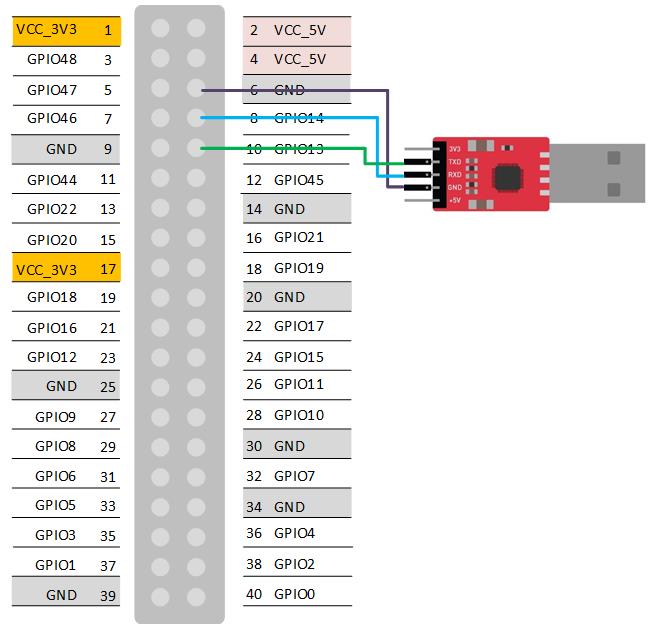 VCC_3V3 1
2 VCC_5V
GPIO48 3
4 VCC_5V
GPIO47 5
6 GND
GPIO46 7
8 GPIO14
GND 9
10 GPIO13
GPIO44 11
12 GPIO45
GPIO22 13
14 GND
GPIO20 15
16 GPIO21
VCC_3V3 17
18 GPIO19
GPIO18 19
20 GND
GPIO16 21
22 GPIO17
GPIO12 23
24 GPIO15
GND 25
26 GPIO11
GPIO9 27
28 GPIO10
GPIO8 29
30 GND
GPIO6 31
32 GPIO7
GPIO5 33
34 GND
GPIO3 35
36 GPIO4
GPIO1 37
38 GPIO2
GND 39
40 GPIO0
3V3
TXD
RXD
GND
+5V